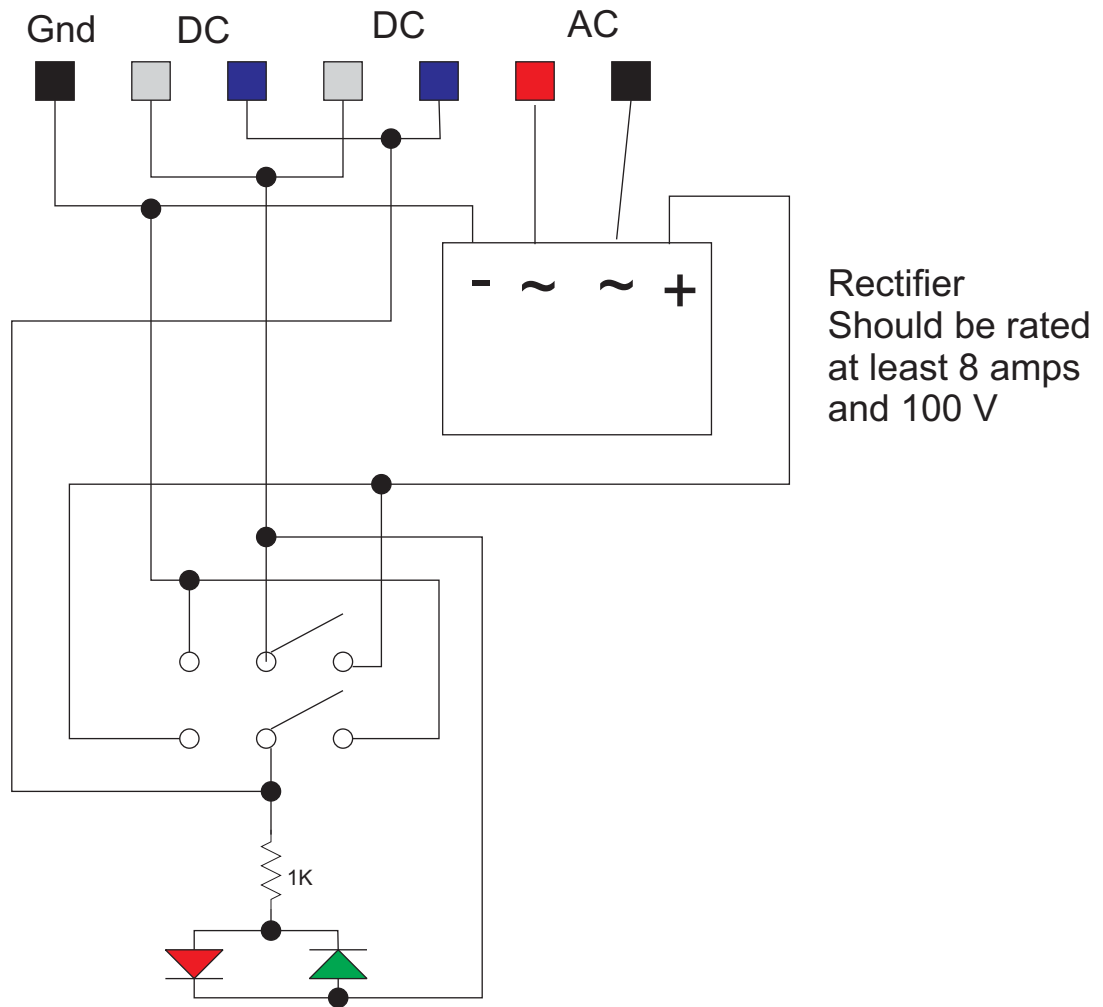 Gnd DC DC AC
- ~ ~ +
Rectifier
Should be rated
at least 8 amps
and 100 V
1K